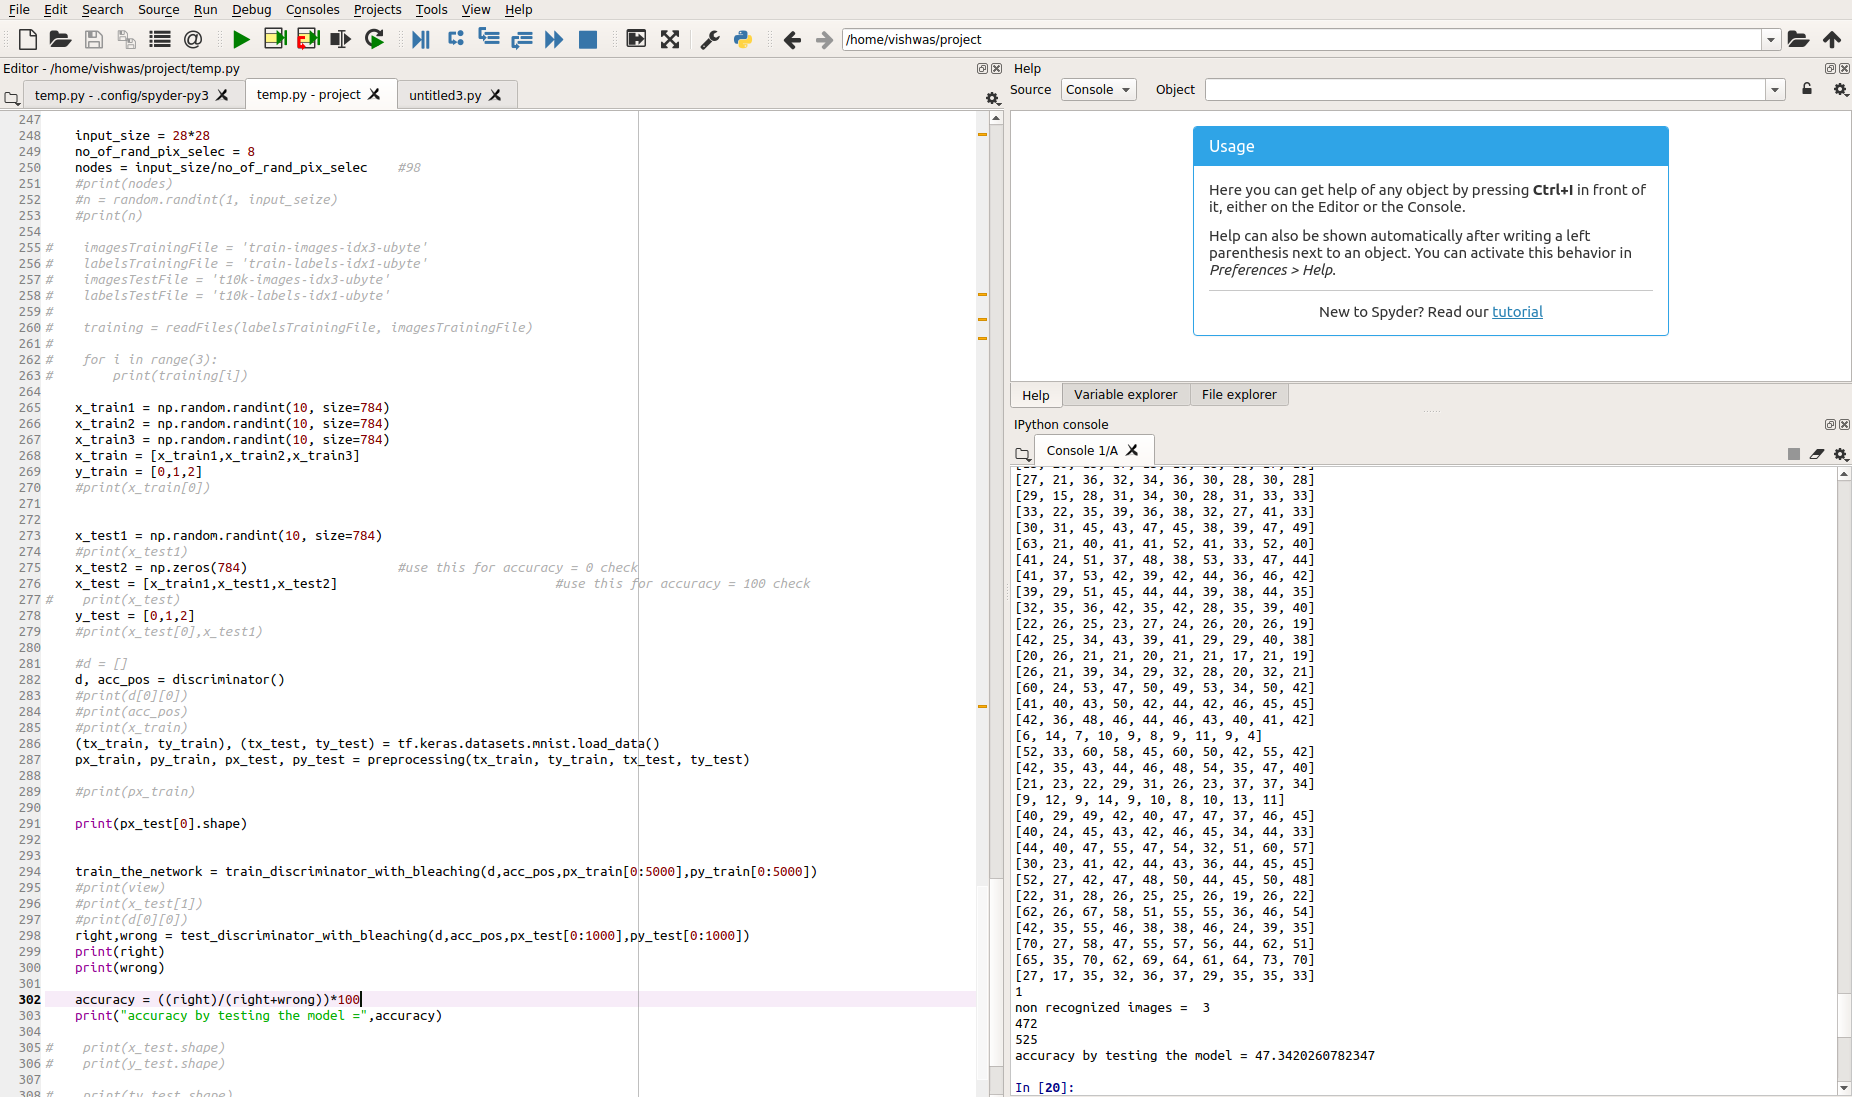 File Edit Search Source Run Debug Consoles Projects Tools View Help
/home/vishwas/project
Editor - /home/vishwas/project/temp.py
temp.py - .config/spyder-py3
temp.py - project
untitled3.py
247
248 input_size = 28*28
249 no_of_rand_pix_selec = 8
250 nodes = input_size/no_of_rand_pix_selec #98
251 #print(nodes)
252 #n = random.randint(1, input_seize)
253 #print(n)
254
255 # imagesTrainingFile = 'train-images-idx3-ubyte'
256 # labelsTrainingFile = 'train-labels-idx1-ubyte'
257 # imagesTestFile = 't10k-images-idx3-ubyte'
258 # labelsTestFile = 't10k-labels-idx1-ubyte'
259 #
260 # training = readFiles(labelsTrainingFile, imagesTrainingFile)
261 #
262 # for i in range(3):
263 # print(training[i])
264
265 x_train1 = np.random.randint(10, size=784)
266 x_train2 = np.random.randint(10, size=784)
267 x_train3 = np.random.randint(10, size=784)
268 x_train = [x_train1,x_train2,x_train3]
269 y_train = [0,1,2]
270 #print(x_train[0])
271
272
273 x_test1 = np.random.randint(10, size=784)
274 #print(x_test1)
275 x_test2 = np.zeros(784) #use this for accuracy = 0 check
276 x_test = [x_train1,x_test1,x_test2] #use this for accuracy = 100 check
277 # print(x_test)
278 y_test = [0,1,2]
279 #print(x_test[0],x_test1)
280
281 #d = []
282 d, acc_pos = discriminator()
283 #print(d[0][0])
284 #print(acc_pos)
285 #print(x_train)
286 (tx_train, ty_train), (tx_test, ty_test) = tf.keras.datasets.mnist.load_data()
287 px_train, py_train, px_test, py_test = preprocessing(tx_train, ty_train, tx_test, ty_test)
288
289 #print(px_train)
290
291 print(px_test[0].shape)
292
293
294 train_the_network = train_discriminator_with_bleaching(d,acc_pos,px_train[0:5000],py_train[0:5000])
295 #print(view)
296 #print(x_test[1])
297 #print(d[0][0])
298 right,wrong = test_discriminator_with_bleaching(d,acc_pos,px_test[0:1000],py_test[0:1000])
299 print(right)
300 print(wrong)
301
302 accuracy = ((right)/(right+wrong))*100
303 print("accuracy by testing the model =",accuracy)
304
305 # print(x_test.shape)
306 # print(y_test.shape)
307
308 # print(ty_test.shape)
Help
Source Console Object
Usage
Here you can get help of any object by pressing Ctrl+I in front of
it, either on the Editor or the Console.
Help can also be shown automatically after writing a left
parenthesis next to an object. You can activate this behavior in
Preferences > Help.
New to Spyder? Read our tutorial
Help Variable explorer File explorer
IPython console
Console 1/A
[27, 21, 36, 32, 34, 36, 30, 28, 30, 28]
[29, 15, 28, 31, 34, 30, 28, 31, 33, 33]
[33, 22, 35, 39, 36, 38, 32, 27, 41, 33]
[30, 31, 45, 43, 47, 45, 38, 39, 47, 49]
[63, 21, 40, 41, 41, 52, 41, 33, 52, 40]
[41, 24, 51, 37, 48, 38, 53, 33, 47, 44]
[41, 37, 53, 42, 39, 42, 44, 36, 46, 42]
[39, 29, 51, 45, 44, 44, 39, 38, 44, 35]
[32, 35, 36, 42, 35, 42, 28, 35, 39, 40]
[22, 26, 25, 23, 27, 24, 26, 20, 26, 19]
[42, 25, 34, 43, 39, 41, 29, 29, 40, 38]
[20, 26, 21, 21, 20, 21, 21, 17, 21, 19]
[26, 21, 39, 34, 29, 32, 28, 20, 32, 21]
[60, 24, 53, 47, 50, 49, 53, 34, 50, 42]
[41, 40, 43, 50, 42, 44, 42, 46, 45, 45]
[42, 36, 48, 46, 44, 46, 43, 40, 41, 42]
[6, 14, 7, 10, 9, 8, 9, 11, 9, 4]
[52, 33, 60, 58, 45, 60, 50, 42, 55, 42]
[42, 35, 43, 44, 46, 48, 54, 35, 47, 40]
[21, 23, 22, 29, 31, 26, 23, 37, 37, 34]
[9, 12, 9, 14, 9, 10, 8, 10, 13, 11]
[40, 29, 49, 42, 40, 47, 47, 37, 46, 45]
[40, 24, 45, 43, 42, 46, 45, 34, 44, 33]
[44, 40, 47, 55, 47, 54, 32, 51, 60, 57]
[30, 23, 41, 42, 44, 43, 36, 44, 45, 45]
[52, 27, 42, 47, 48, 50, 44, 45, 50, 48]
[22, 31, 28, 26, 25, 25, 26, 19, 26, 22]
[62, 26, 67, 58, 51, 55, 55, 36, 46, 54]
[42, 35, 55, 46, 38, 38, 46, 24, 39, 35]
[70, 27, 58, 47, 55, 57, 56, 44, 62, 51]
[65, 35, 70, 62, 69, 64, 61, 64, 73, 70]
[27, 17, 35, 32, 36, 37, 29, 35, 35, 33]
1
non recognized images = 3
472
525
accuracy by testing the model = 47.3420260782347
In [20]: